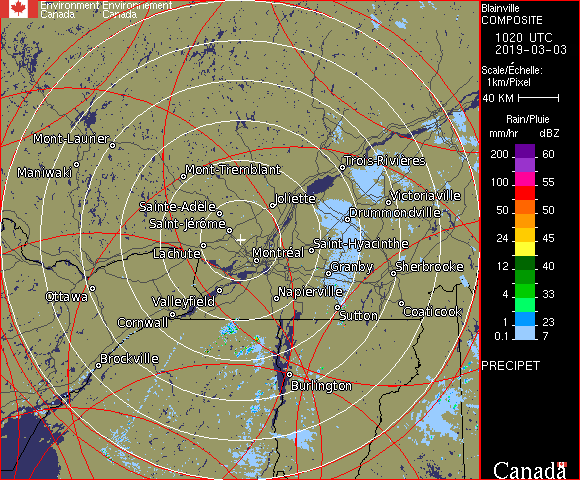 Environment Environnement
Canada Canada
Blainville
COMPOSITE
1020 UTC
2019-03-03
Scale/Échelle:
1km/Pixel
40 KM
Rain/Pluie
mm/hr dBZ
200 60
100 55
50 50
24 45
12 40
4 33
1 23
0.1 7
PRECIPET
Canada
Mont-Laurier
Maniwaki
Mont-Tremblant
Trois-Rivières
Joliette
Victoriaville
Sainte-Adèle
Drummondville
Saint-Jérôme
Lachute
Montréal
Saint-Hyacinthe
Granby
Sherbrooke
Ottawa
Valleyfield
Napierville
Cornwall
Sutton
Coaticook
Brockville
Burlington